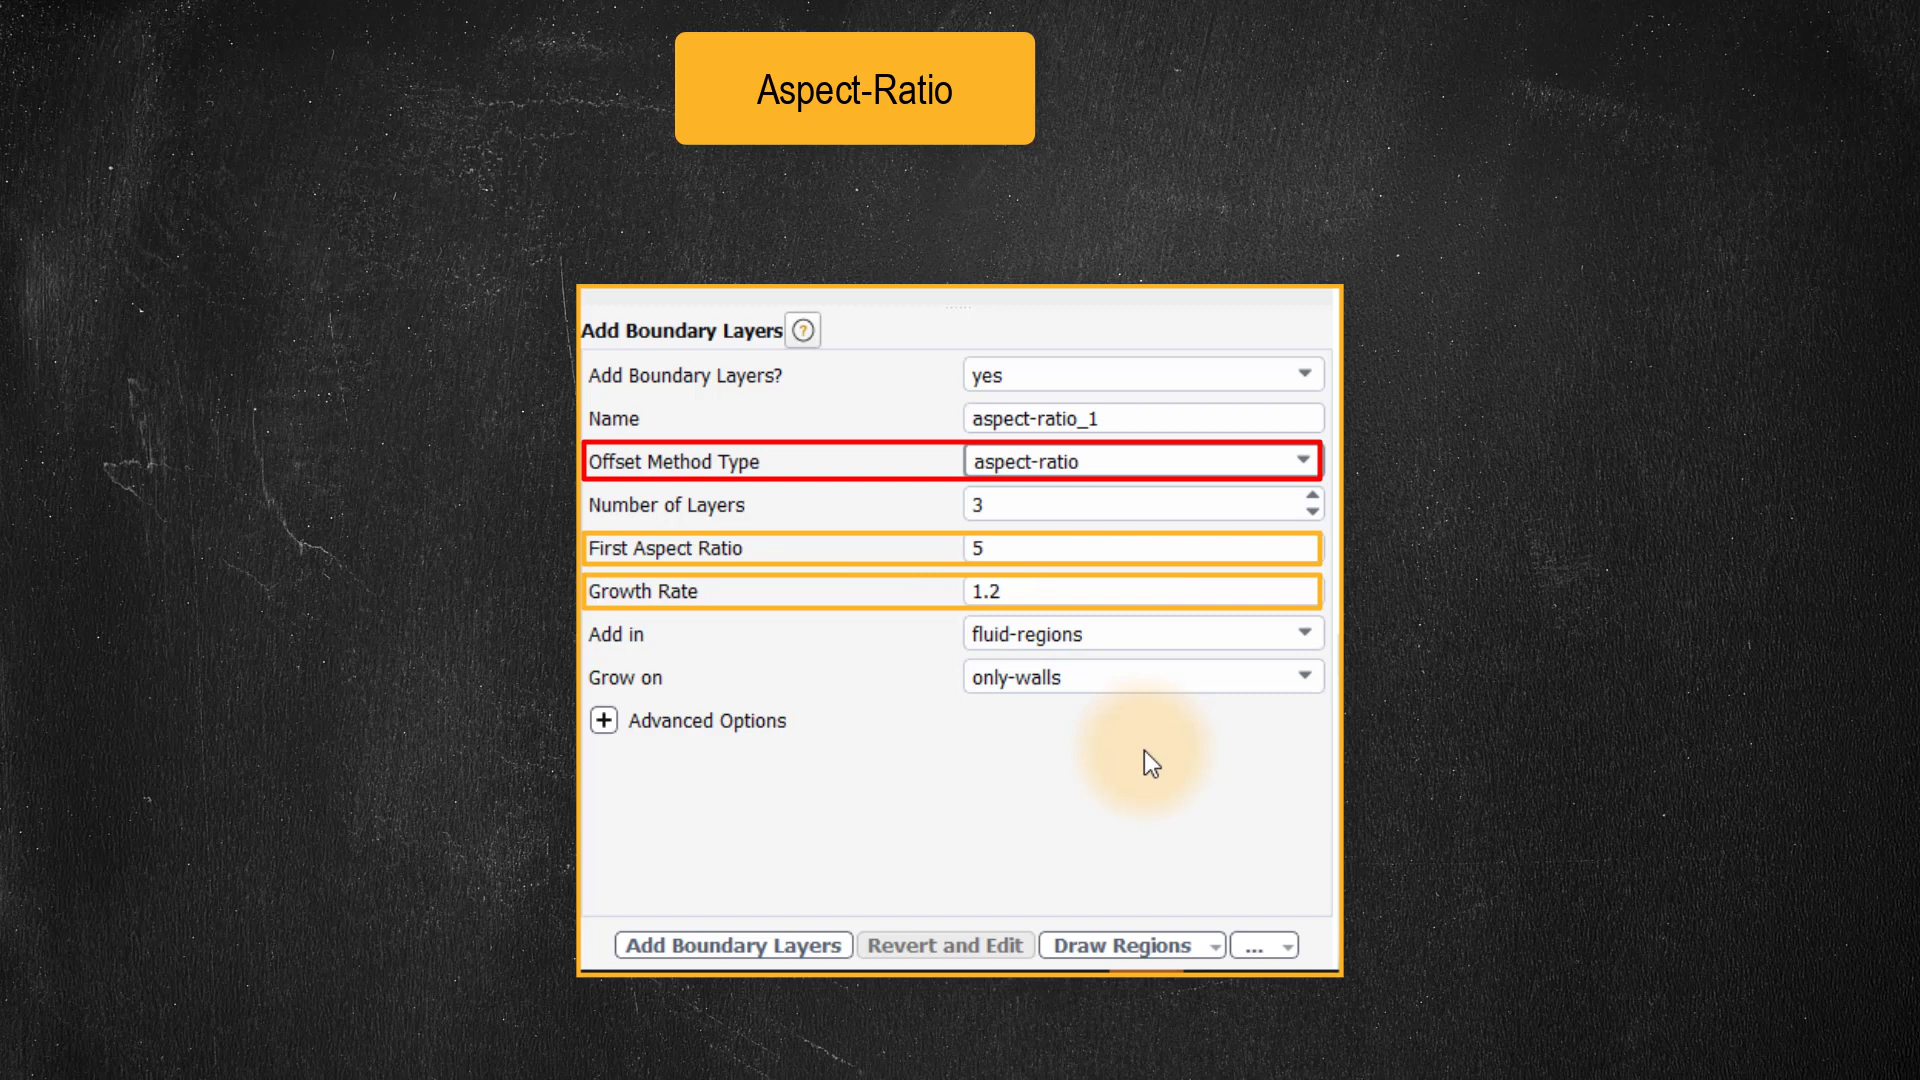 Aspect-Ratio
Add Boundary Layers ?
Add Boundary Layers? yes
Name aspect-ratio_1
Offset Method Type aspect-ratio
Number of Layers 3
First Aspect Ratio 5
Growth Rate 1.2
Add in fluid-regions
Grow on only-walls
+ Advanced Options
Add Boundary Layers Revert and Edit Draw Regions ...